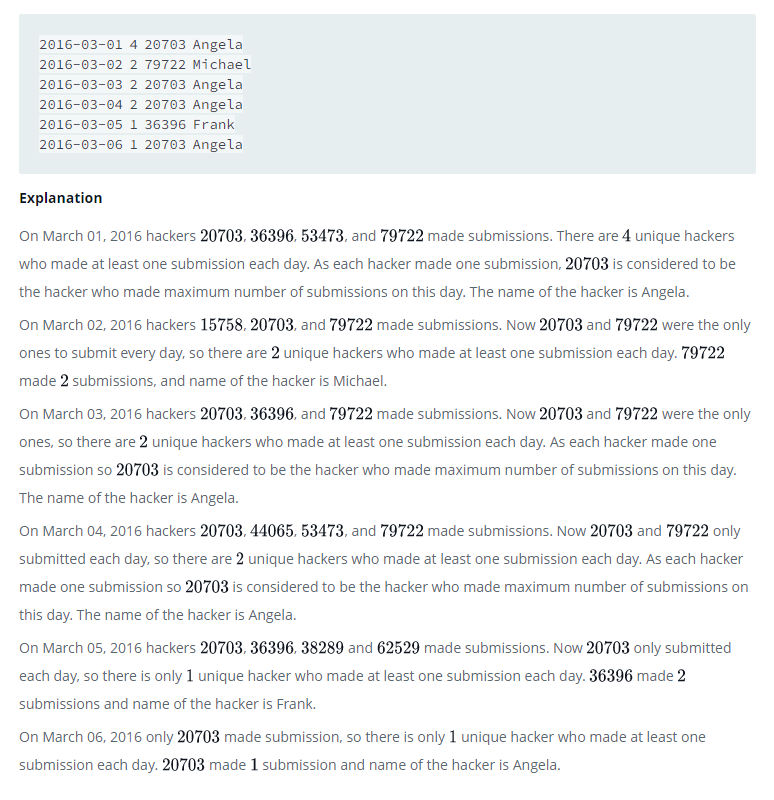 2016-03-01 4 20703 Angela
2016-03-02 2 79722 Michael
2016-03-03 2 20703 Angela
2016-03-04 2 20703 Angela
2016-03-05 1 36396 Frank
2016-03-06 1 20703 Angela
Explanation
On March 01, 2016 hackers 20703, 36396, 53473, and 79722 made submissions. There are 4 unique hackers
who made at least one submission each day. As each hacker made one submission, 20703 is considered to be
the hacker who made maximum number of submissions on this day. The name of the hacker is Angela.
On March 02, 2016 hackers 15758, 20703, and 79722 made submissions. Now 20703 and 79722 were the only
ones to submit every day, so there are 2 unique hackers who made at least one submission each day. 79722
made 2 submissions, and name of the hacker is Michael.
On March 03, 2016 hackers 20703, 36396, and 79722 made submissions. Now 20703 and 79722 were the only
ones, so there are 2 unique hackers who made at least one submission each day. As each hacker made one
submission so 20703 is considered to be the hacker who made maximum number of submissions on this day.
The name of the hacker is Angela.
On March 04, 2016 hackers 20703, 44065, 53473, and 79722 made submissions. Now 20703 and 79722 only
submitted each day, so there are 2 unique hackers who made at least one submission each day. As each hacker
made one submission so 20703 is considered to be the hacker who made maximum number of submissions on
this day. The name of the hacker is Angela.
On March 05, 2016 hackers 20703, 36396, 38289 and 62529 made submissions. Now 20703 only submitted
each day, so there is only 1 unique hacker who made at least one submission each day. 36396 made 2
submissions and name of the hacker is Frank.
On March 06, 2016 only 20703 made submission, so there is only 1 unique hacker who made at least one
submission each day. 20703 made 1 submission and name of the hacker is Angela.